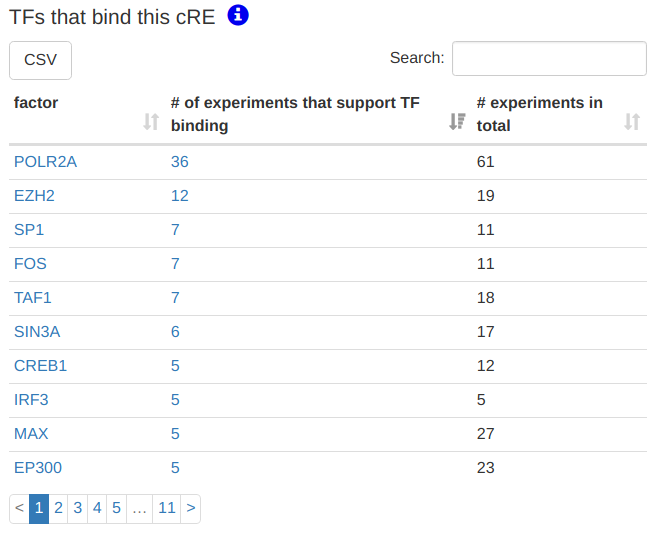 TFs that bind this cRE
CSV
Search:
factor # of experiments that support TF binding # experiments in total
POLR2A 36 61
EZH2 12 19
SP1 7 11
FOS 7 11
TAF1 7 18
SIN3A 6 17
CREB1 5 12
IRF3 5 5
MAX 5 27
EP300 5 23
< 1 2 3 4 5 … 11 >